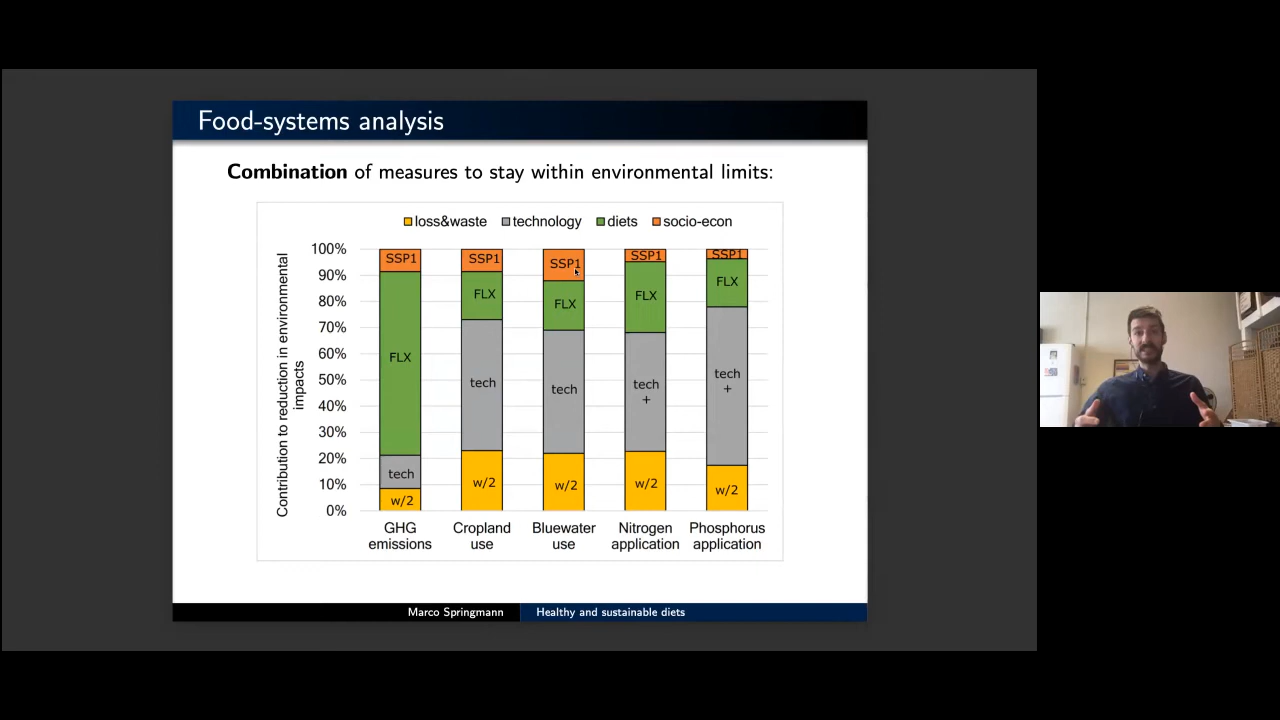 Food-systems analysis
Combination of measures to stay within environmental limits:
loss&waste technology diets socio-econ
Contribution to reduction in environmental
impacts
100%
90%
80%
70%
60%
50%
40%
30%
20%
10%
0%
SSP1 SSP1 SSP1 SSP1 SSP1
FLX FLX FLX FLX FLX
tech tech tech tech + tech +
w/2 w/2 w/2 w/2 w/2
GHG emissions
Cropland use
Bluewater use
Nitrogen application
Phosphorus application
Marco Springmann Healthy and sustainable diets